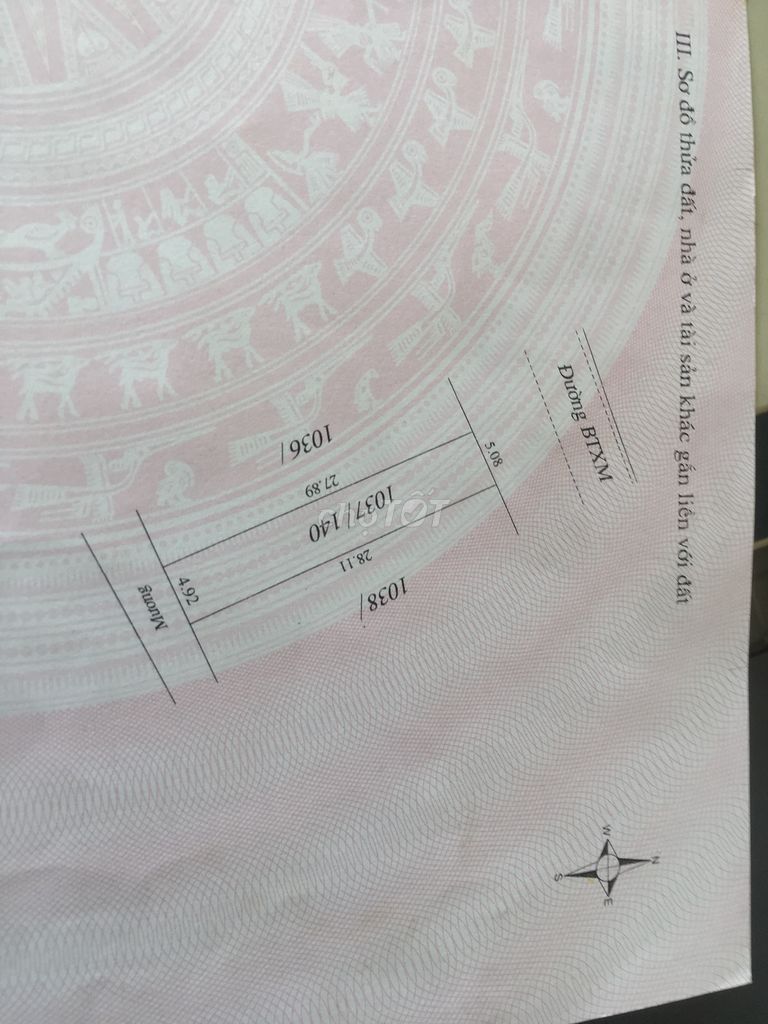 III. Sơ đồ thửa đất, nhà ở và tài sản khác gắn liền với đất
Đường BTXM
5.08
1036/
27.89
1037/140
chợTỐT
28.11
1038/
4.92
Mương
N
W
E
S